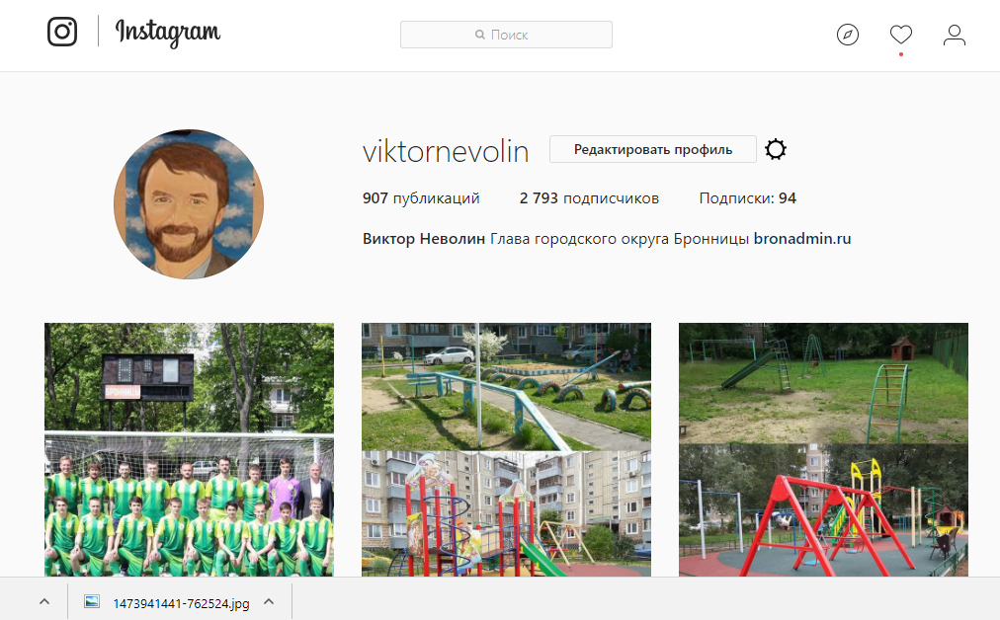 Instagram
Поиск
viktornevolin Редактировать профиль
907 публикаций 2 793 подписчиков Подписки: 94
Виктор Неволин Глава городского округа Бронницы bronadmin.ru
БРОННИЦЫ
1473941441-762524.jpg